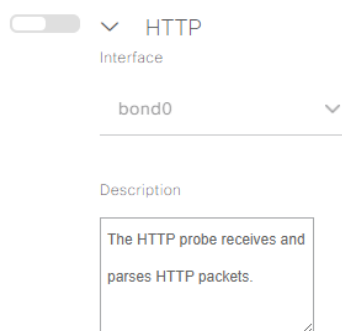 HTTP
Interface
bond0
Description
The HTTP probe receives and
parses HTTP packets.